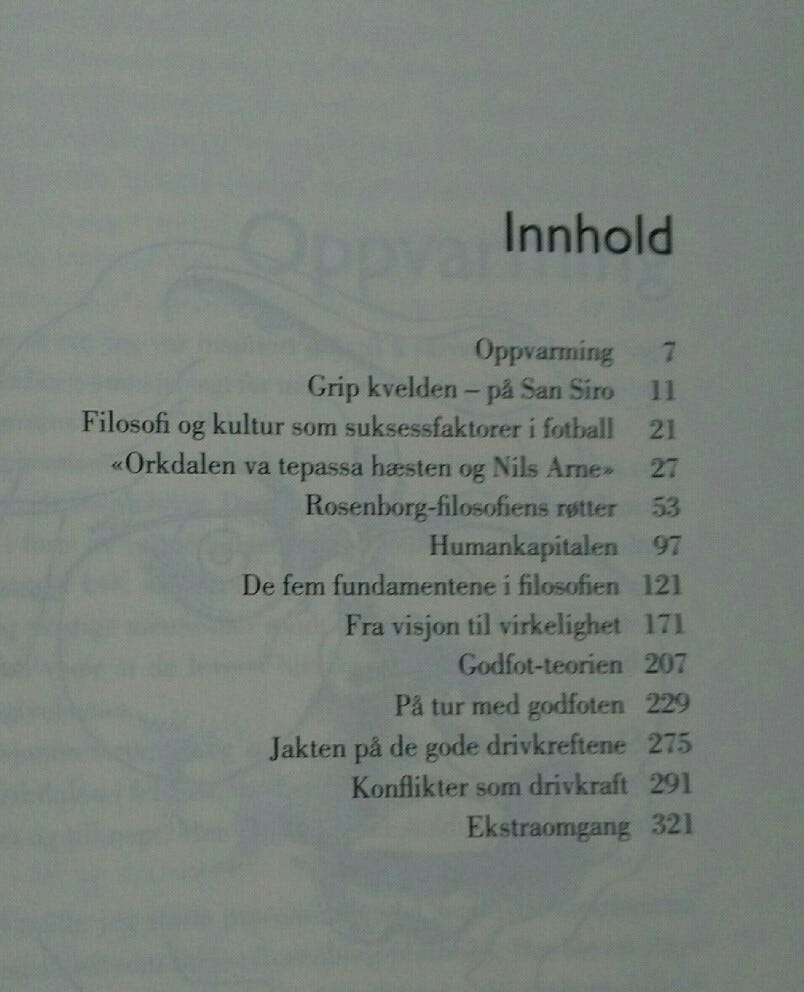 Innhold
Oppvarming 7
Grip kvelden – på San Siro 11
Filosofi og kultur som suksessfaktorer i fotball 21
«Orkdalen va tepassa hæsten og Nils Arne» 27
Rosenborg-filosofiens røtter 53
Humankapitalen 97
De fem fundamentene i filosofien 121
Fra visjon til virkelighet 171
Godfot-teorien 207
På tur med godfoten 229
Jakten på de gode drivkreftene 275
Konflikter som drivkraft 291
Ekstraomgang 321
Oppvarming